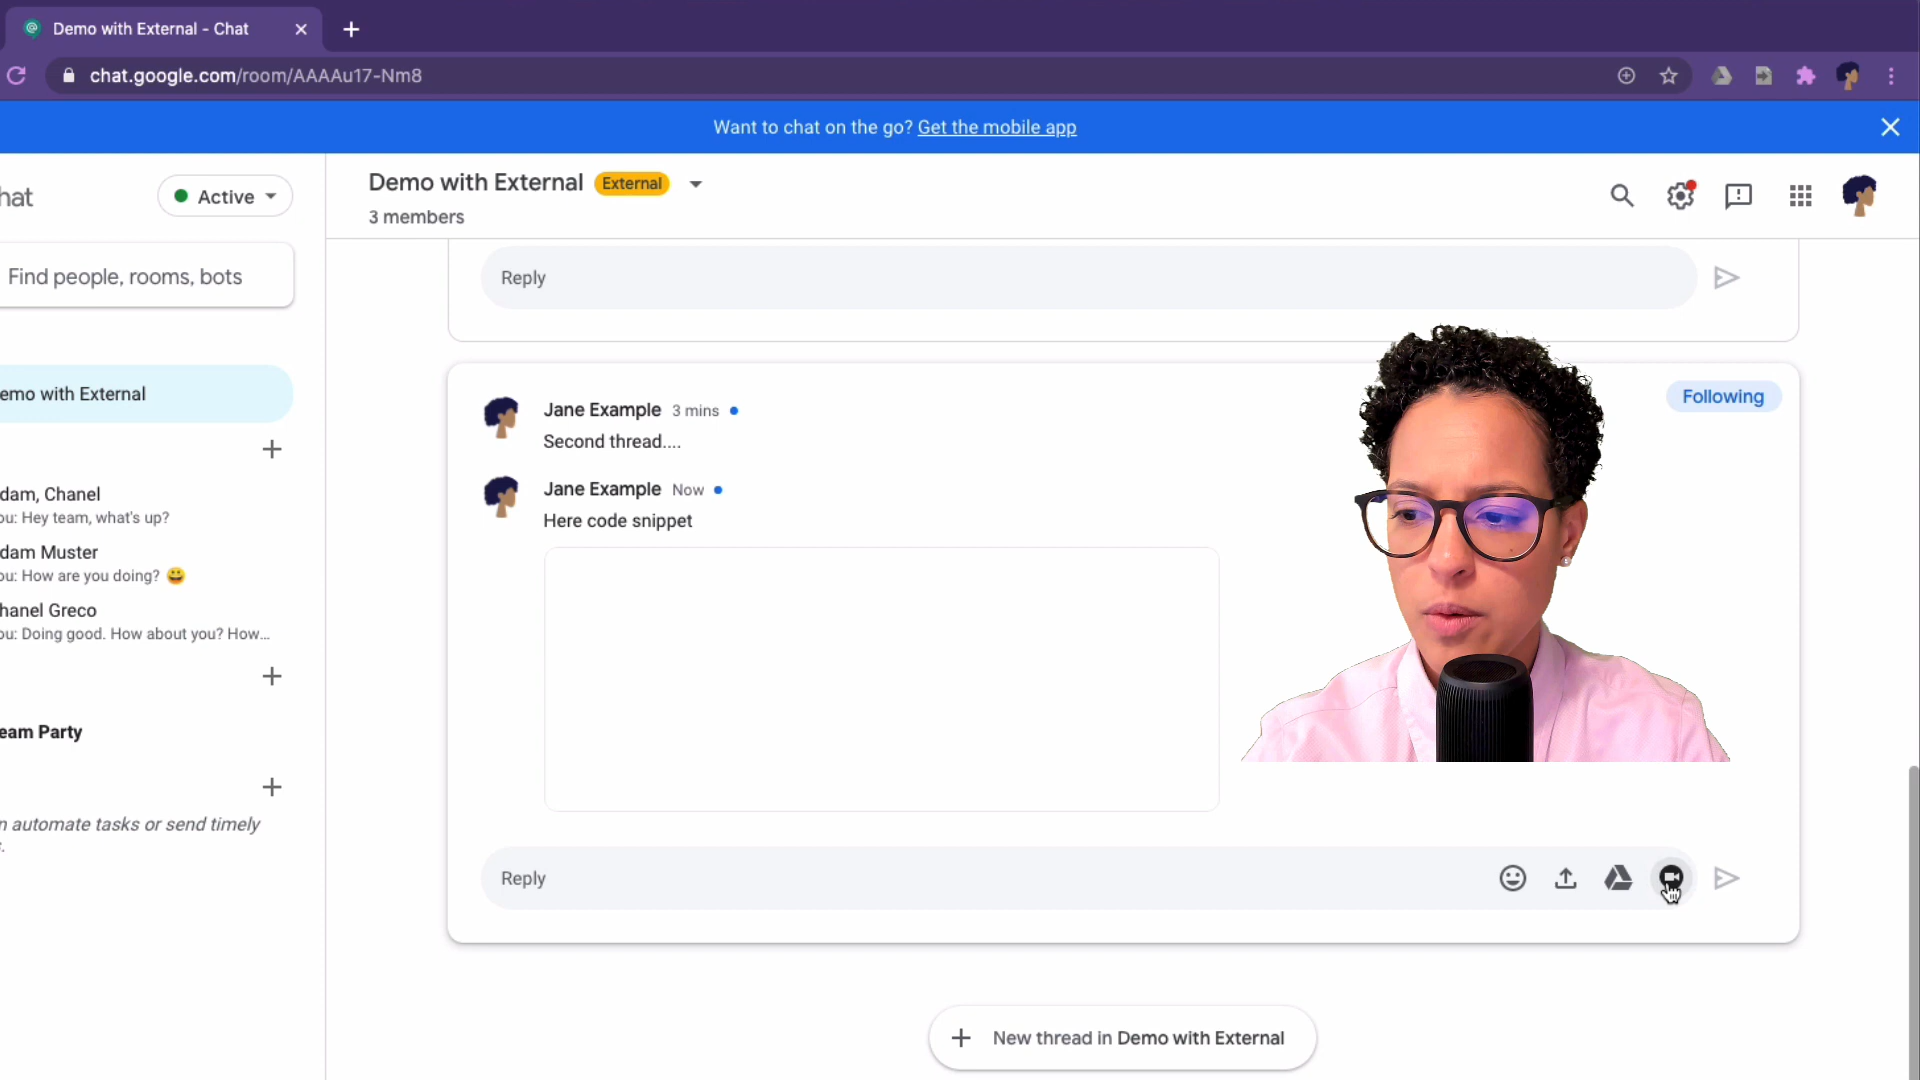 Demo with External - Chat
chat.google.com/room/AAAAu17-Nm8
Want to chat on the go? Get the mobile app
hat
Active
Demo with External
External
3 members
Find people, rooms, bots
Reply
emo with External
Following
Jane Example 3 mins
Second thread....
Jane Example Now
Here code snippet
dam, Chanel
ou: Hey team, what's up?
dam Muster
ou: How are you doing? 😀
hanel Greco
ou: Doing good. How about you? How...
eam Party
n automate tasks or send timely
.
Reply
New thread in Demo with External